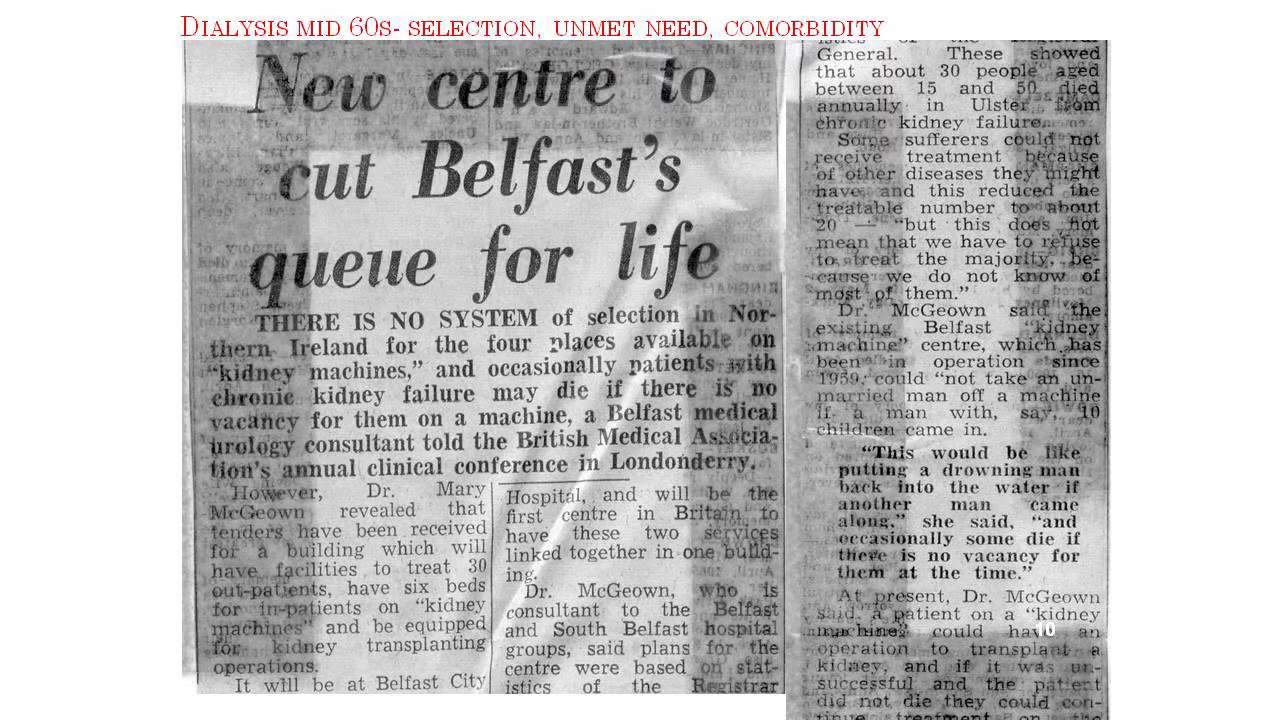 Dialysis mid 60s- selection, unmet need, comorbidity
New centre to
cut Belfast's
queue for life
THERE IS NO SYSTEM of selection in Nor-
thern Ireland for the four places available on
"kidney machines," and occasionally patients with
chronic kidney failure may die if there is no
vacancy for them on a machine, a Belfast medical
urology consultant told the British Medical Associa-
tion's annual clinical conference in Londonderry.
However, Dr. Mary
McGeown revealed that
tenders have been received
for a building which will
have facilities to treat 30
out-patients, have six beds
for in-patients on "kidney
machines" and be equipped
for kidney transplanting
operations.
It will be at Belfast City
Hospital, and will be the
first centre in Britain to
have these two services
linked together in one build-
ing.
Dr. McGeown, who is
consultant to the Belfast
and South Belfast hospital
groups, said plans for the
centre were based on stat-
istics of the Registrar
istics of the Registrar
General. These showed
that about 30 people aged
between 15 and 50 died
annually in Ulster from
chronic kidney failure.
Some sufferers could not
receive treatment because
of other diseases they might
have, and this reduced the
treatable number to about
20 — "but this does not
mean that we have to refuse
to treat the majority, be-
cause we do not know of
most of them."
Dr. McGeown said the
existing Belfast "kidney
machine" centre, which has
been in operation since
1959, could "not take an un-
married man off a machine
if a man with, say, 10
children came in.
"This would be like
putting a drowning man
back into the water if
another man came
along," she said, "and
occasionally some die if
there is no vacancy for
them at the time."
At present, Dr. McGeown
said, a patient on a "kidney
machine" could have an
operation to transplant a
kidney, and if it was un-
successful and the patient
did not die they could con-
tinue treatment on the
10